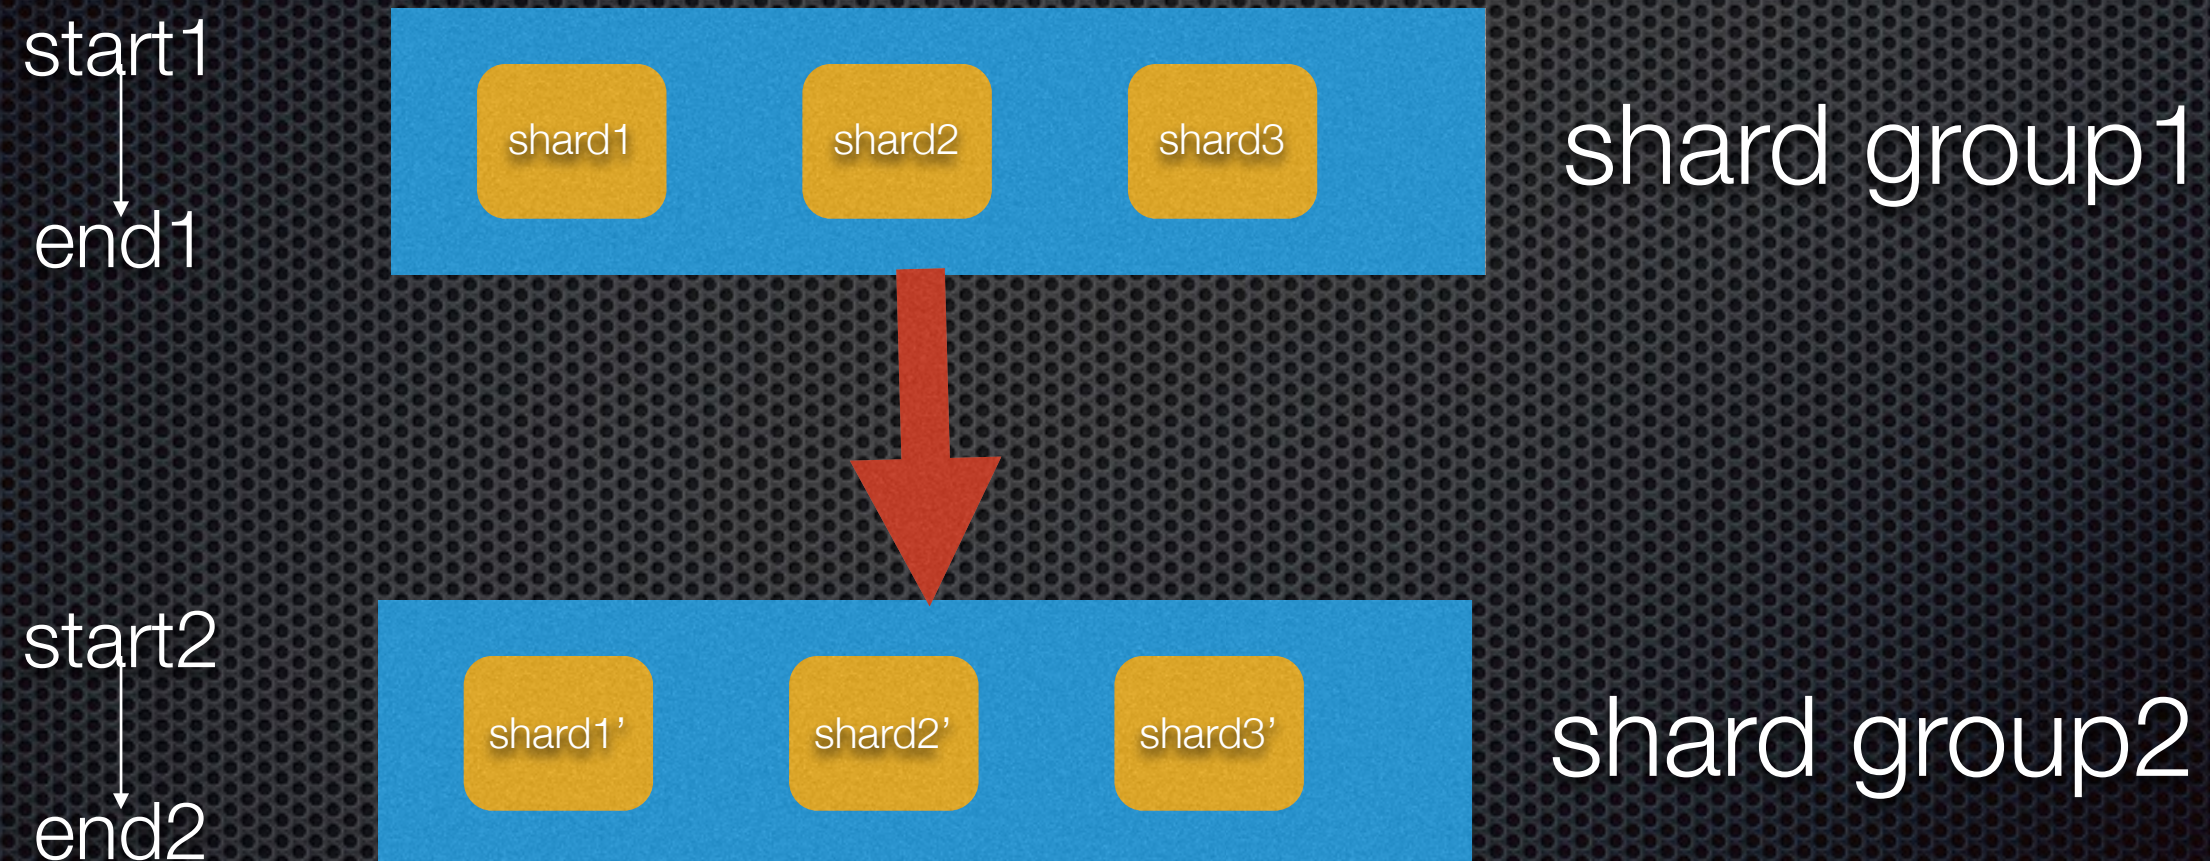 start1
end1
shard1
shard2
shard3
shard group1
start2
end2
shard1’
shard2’
shard3’
shard group2